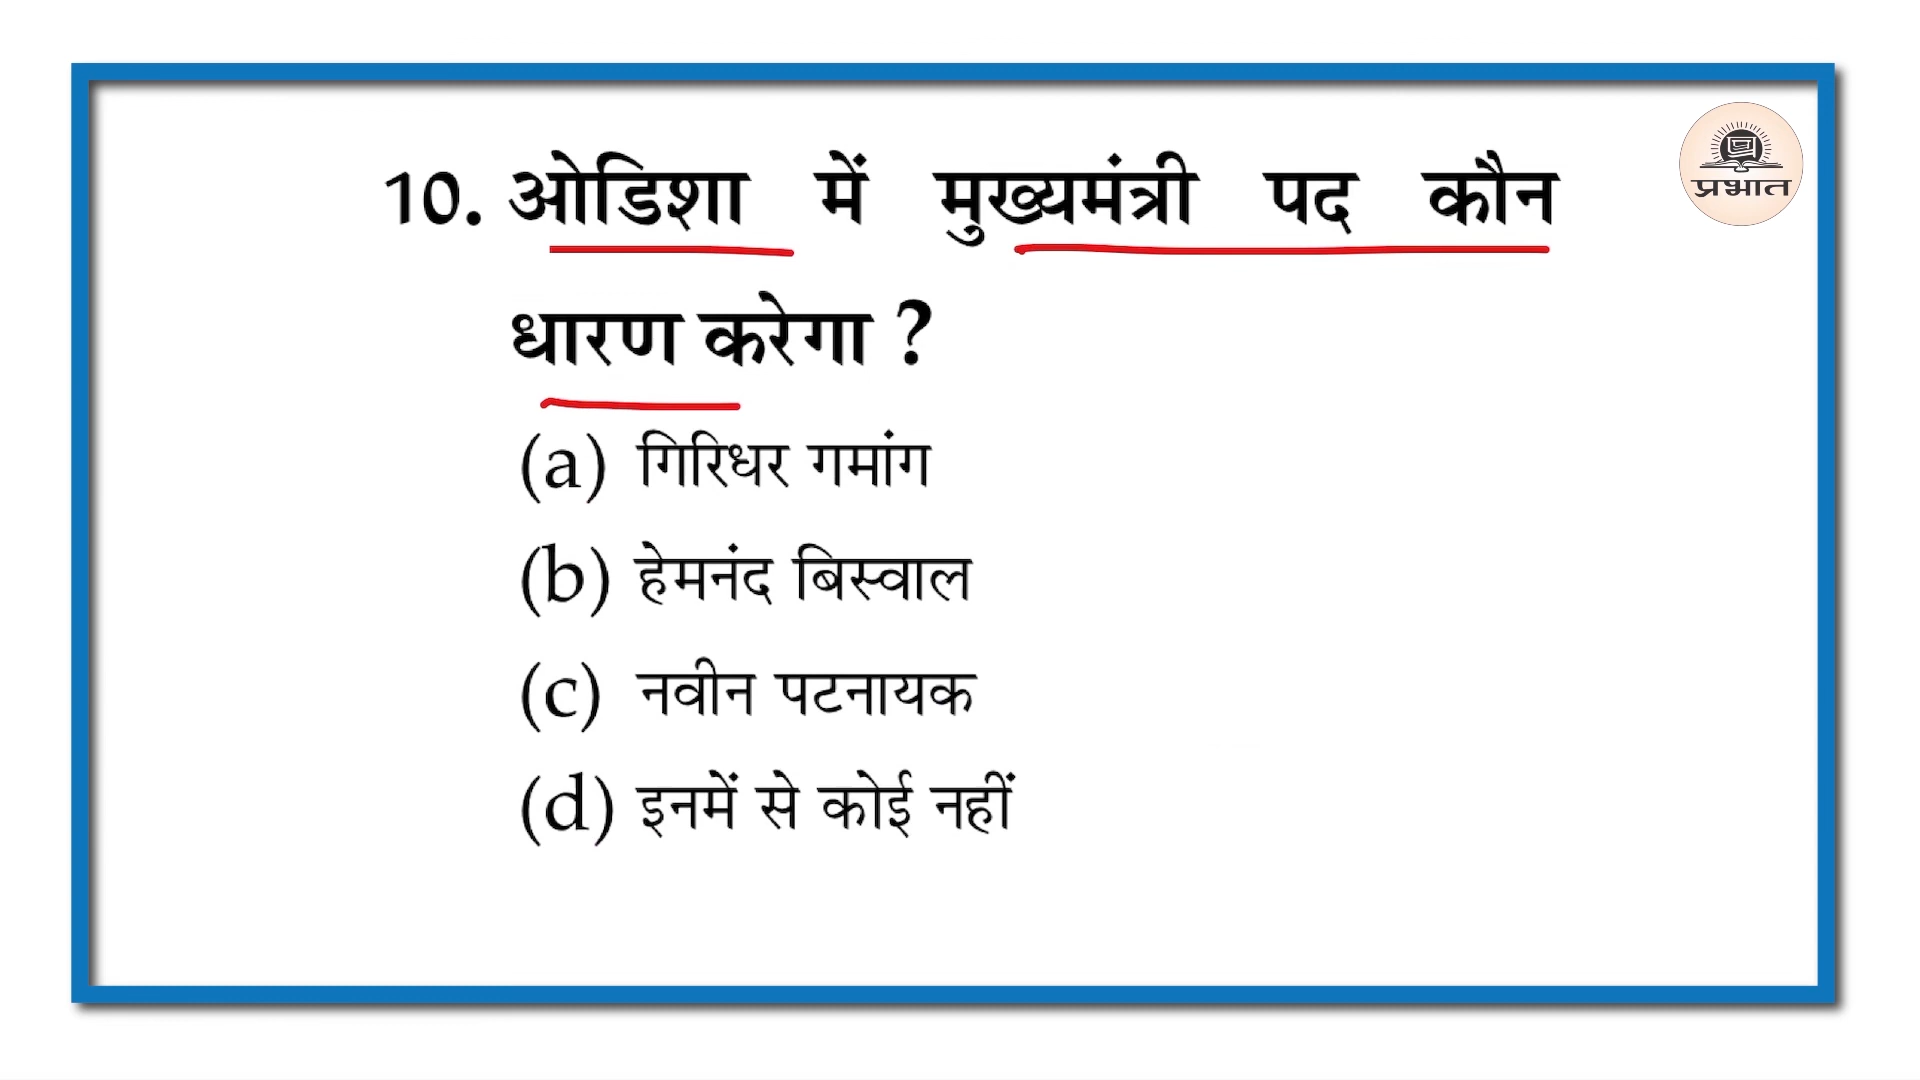 प्रभात
10. ओडिशा में मुख्यमंत्री पद कौन
धारण करेगा ?
(a) गिरिधर गमांग
(b) हेमनंद बिस्वाल
(c) नवीन पटनायक
(d) इनमें से कोई नहीं